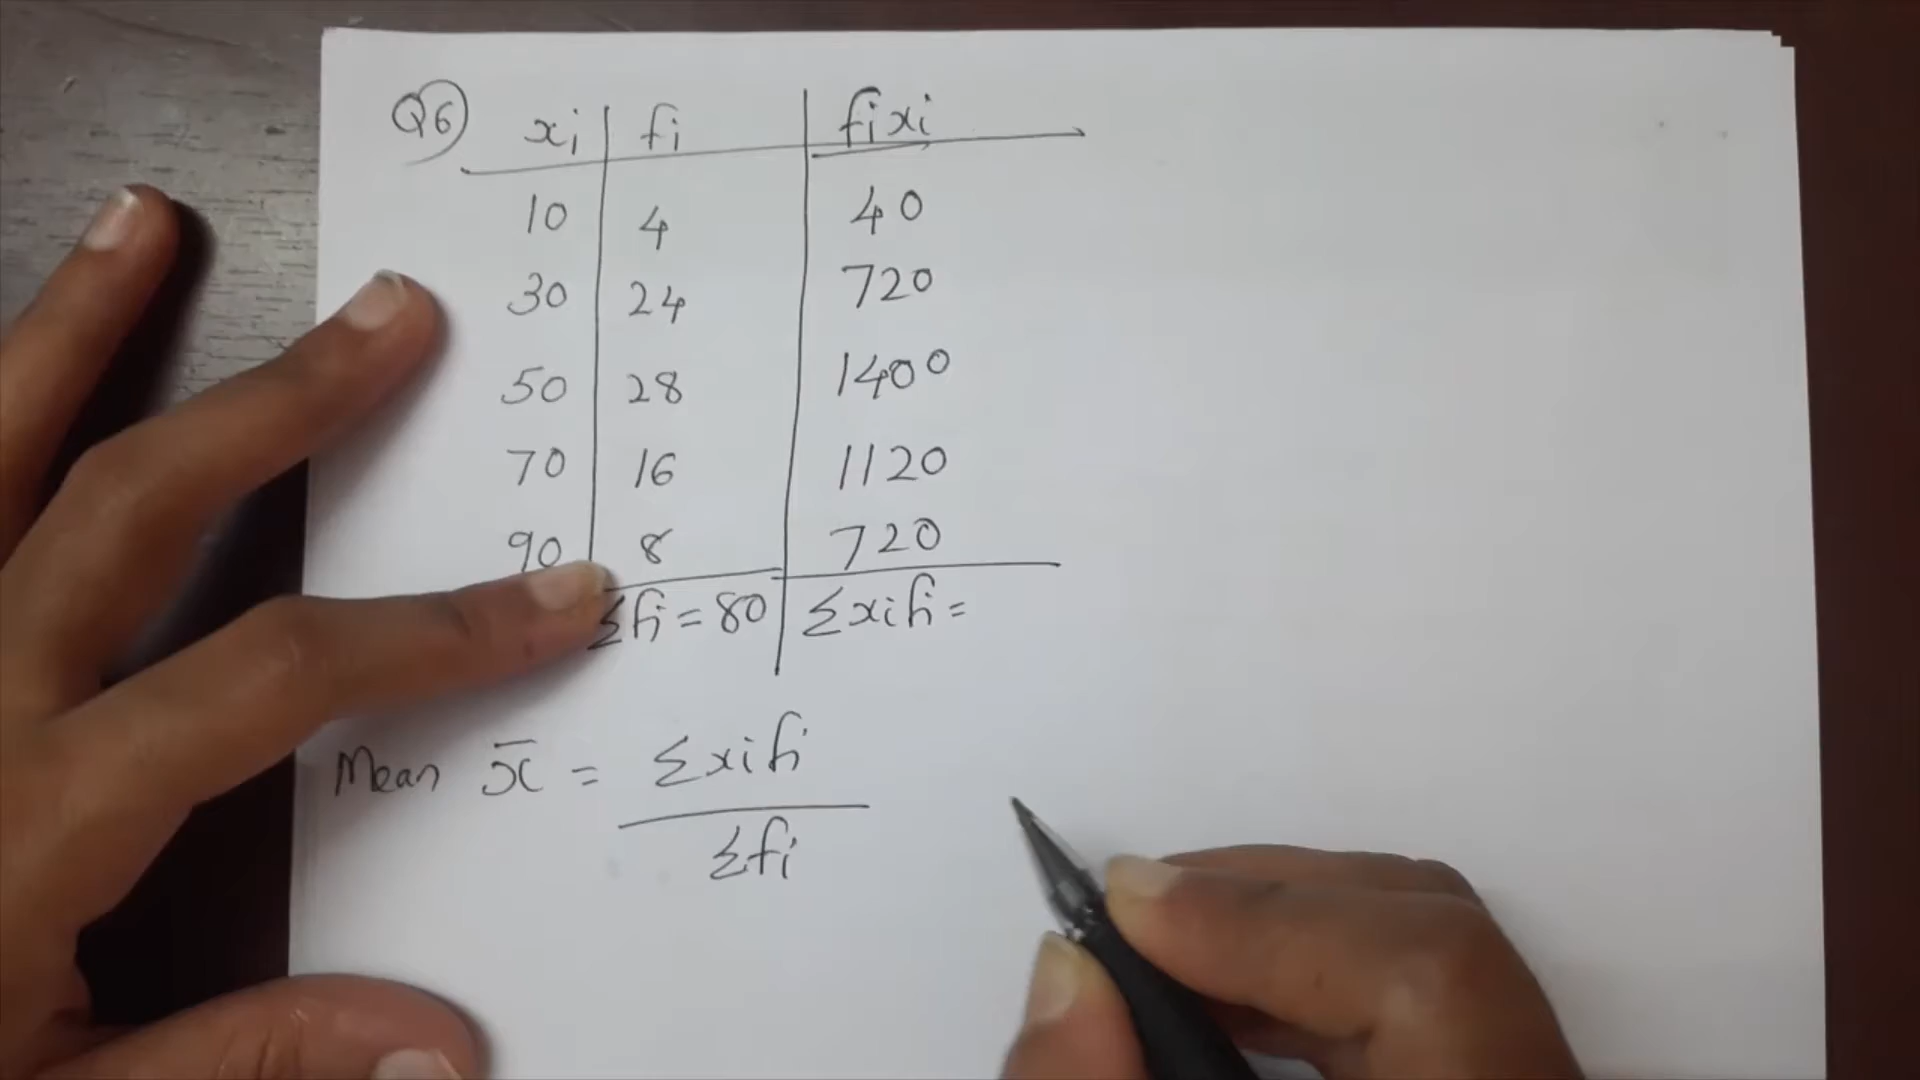 Q6 xi fi fixi
10 4 40
30 24 720
50 28 1400
70 16 1120
90 8 720
Σfi = 80 Σxifi =
Mean x̄ = Σxifi
Σfi